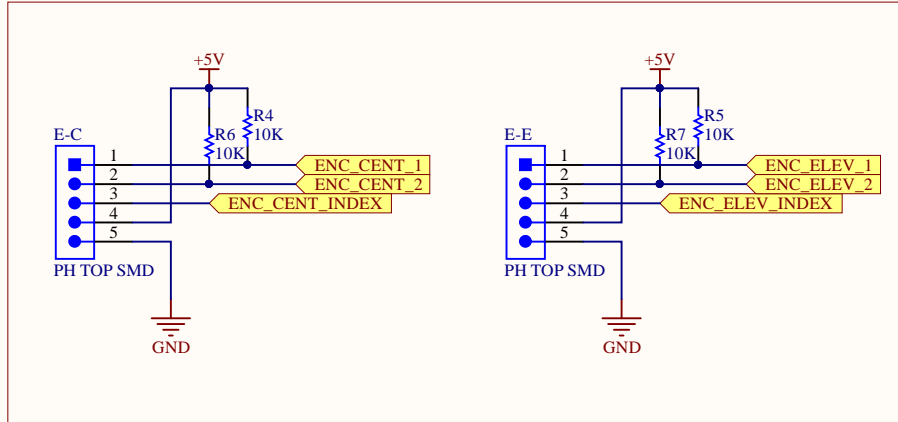 +5V
R4
10K
R6
10K
E-C
1
ENC_CENT_1
2
ENC_CENT_2
3
ENC_CENT_INDEX
4
5
PH TOP SMD
GND
+5V
R5
10K
R7
10K
E-E
1
ENC_ELEV_1
2
ENC_ELEV_2
3
ENC_ELEV_INDEX
4
5
PH TOP SMD
GND